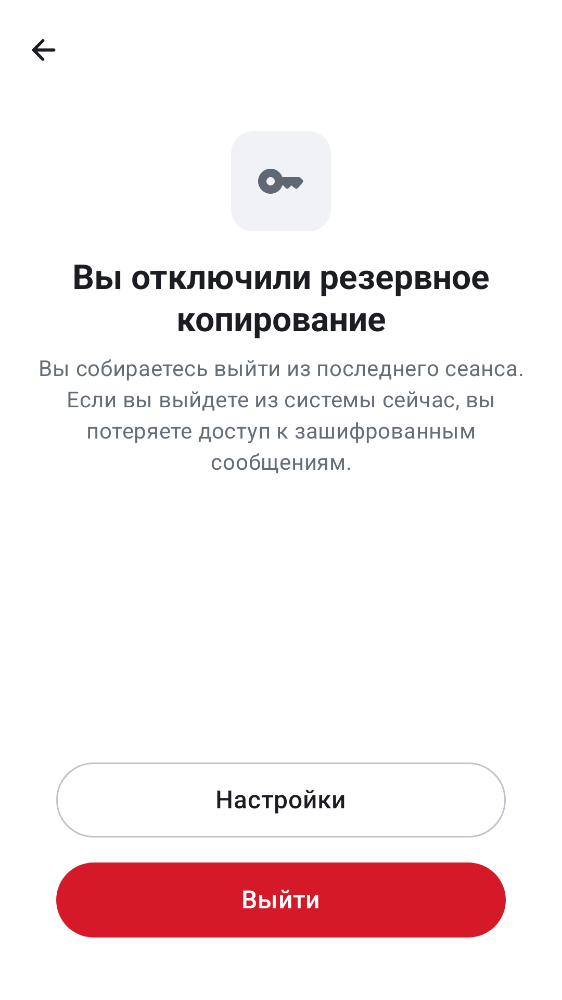 Вы отключили резервное
копирование
Вы собираетесь выйти из последнего сеанса.
Если вы выйдете из системы сейчас, вы
потеряете доступ к зашифрованным
сообщениям.
Настройки
Выйти